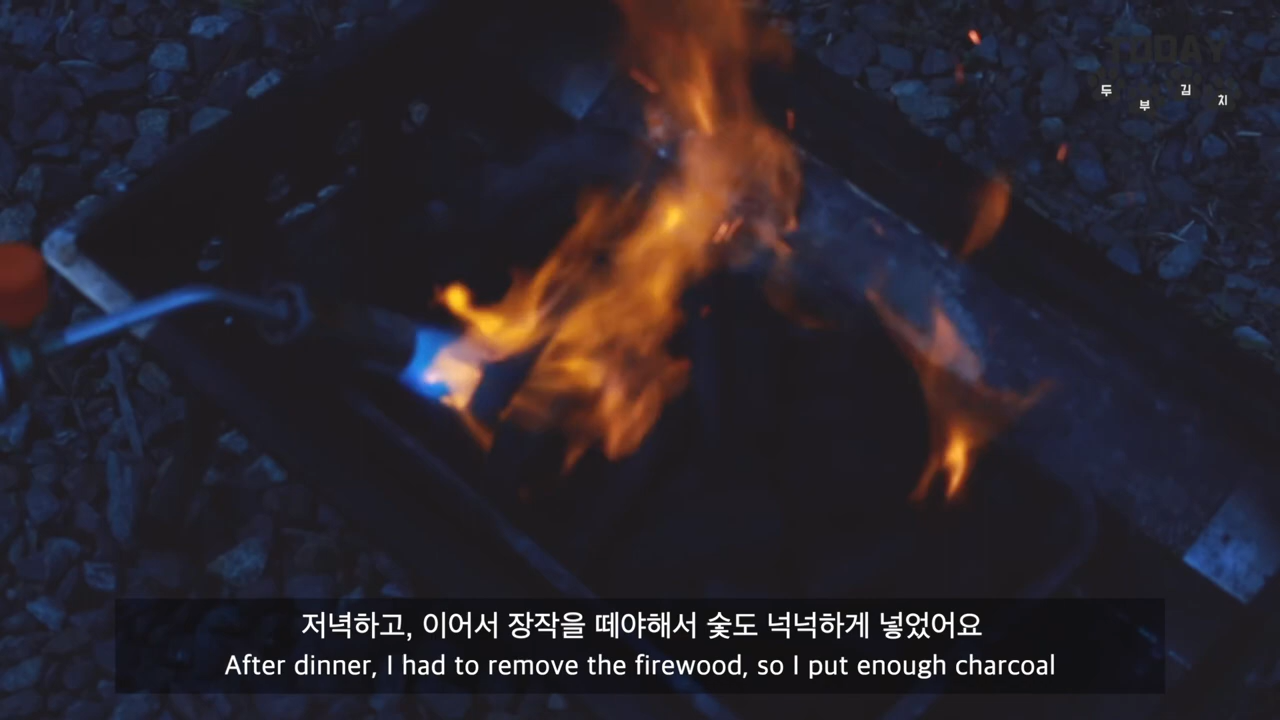 TODAY
두부김치
저녁하고, 이어서 장작을 떼야해서 숯도 넉넉하게 넣었어요
After dinner, I had to remove the firewood, so I put enough charcoal